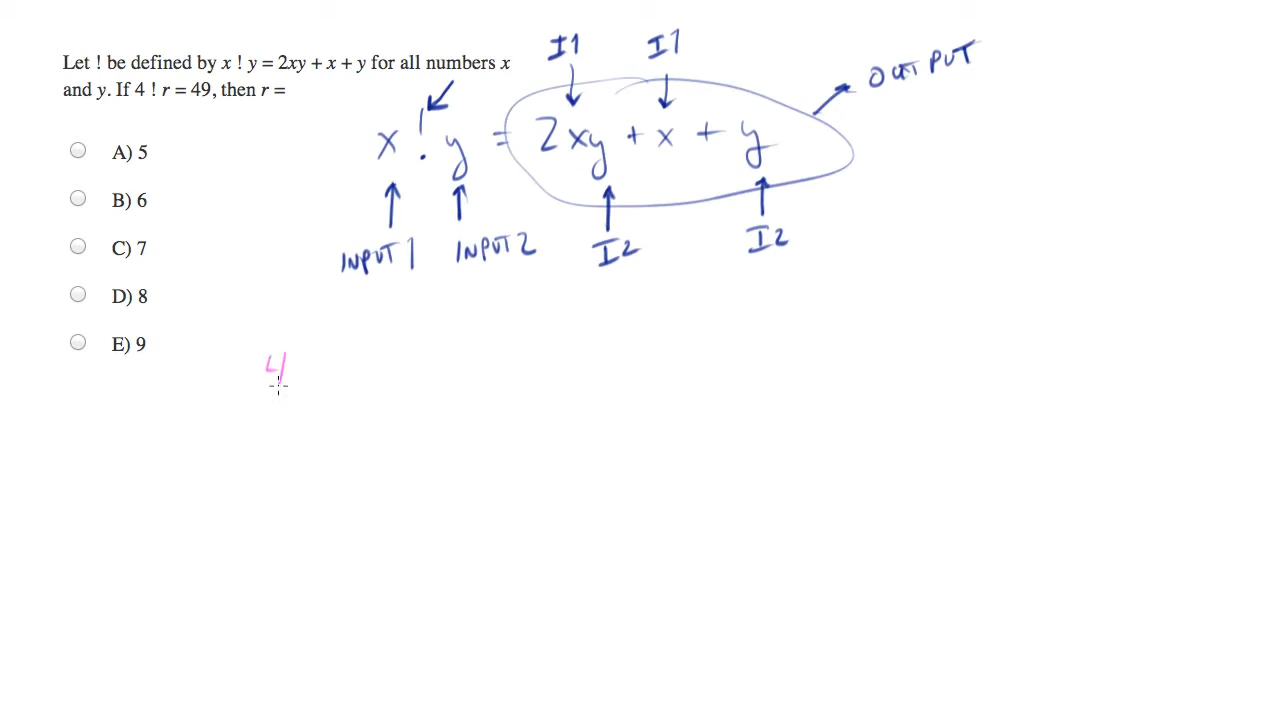 Let ! be defined by x ! y = 2xy + x + y for all numbers x
and y. If 4 ! r = 49, then r =
A) 5
B) 6
C) 7
D) 8
E) 9
I1 I1
OUTPUT
x ! y = 2xy + x + y
INPUT 1 INPUT 2 I2 I2
4